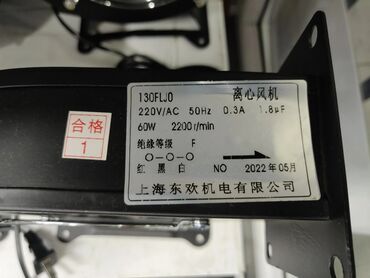 130FLJ0 离心风机
220V/AC 50Hz 0.3A 1.8μF
60W 2200r/min
绝缘等级 F
红 黑 白 NO 2022年05月
上海东欢机电有限公司
合格
1